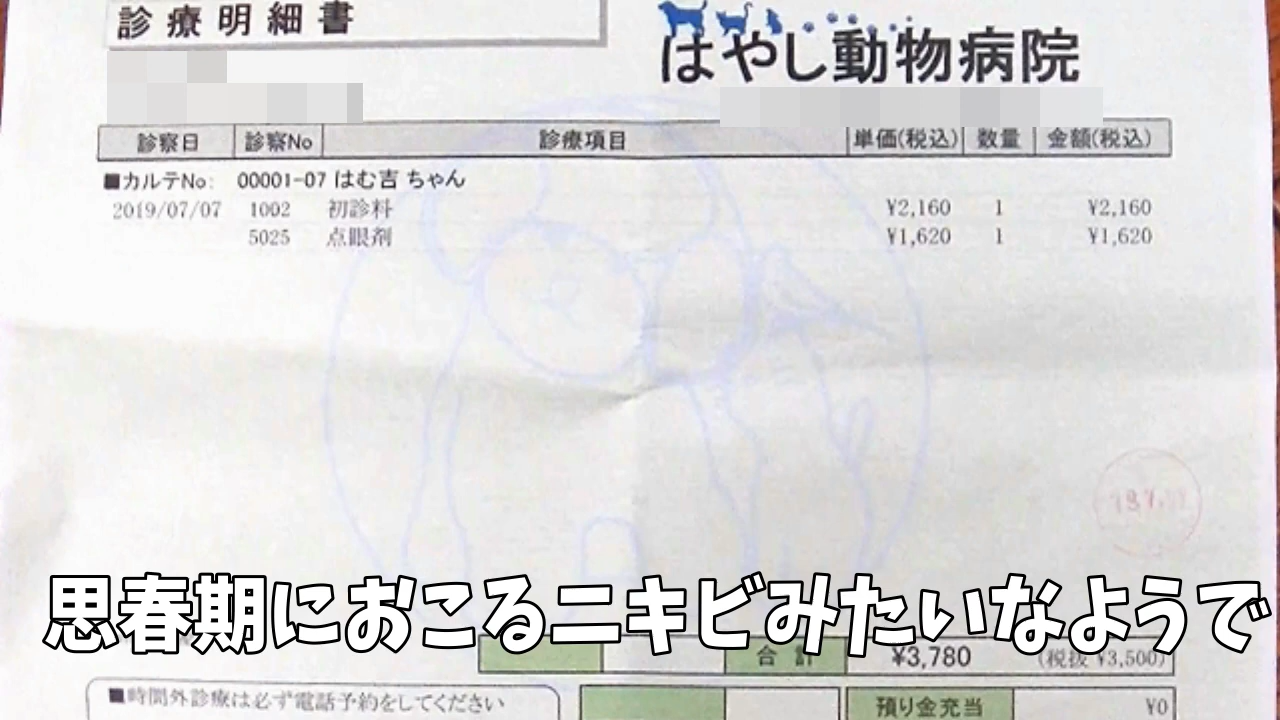 診療明細書
はやし動物病院
診察日 診察No 診療項目 単価(税込) 数量 金額(税込)
■カルテNo: 00001-07 はむ吉 ちゃん
2019/07/07 1002 初診料 ¥2,160 1 ¥2,160
5025 点眼剤 ¥1,620 1 ¥1,620
思春期におこるニキビみたいなようで
合計 ¥3,780 (税抜 ¥3,500)
■時間外診療は必ず電話予約をしてください
預り金充当 ¥0